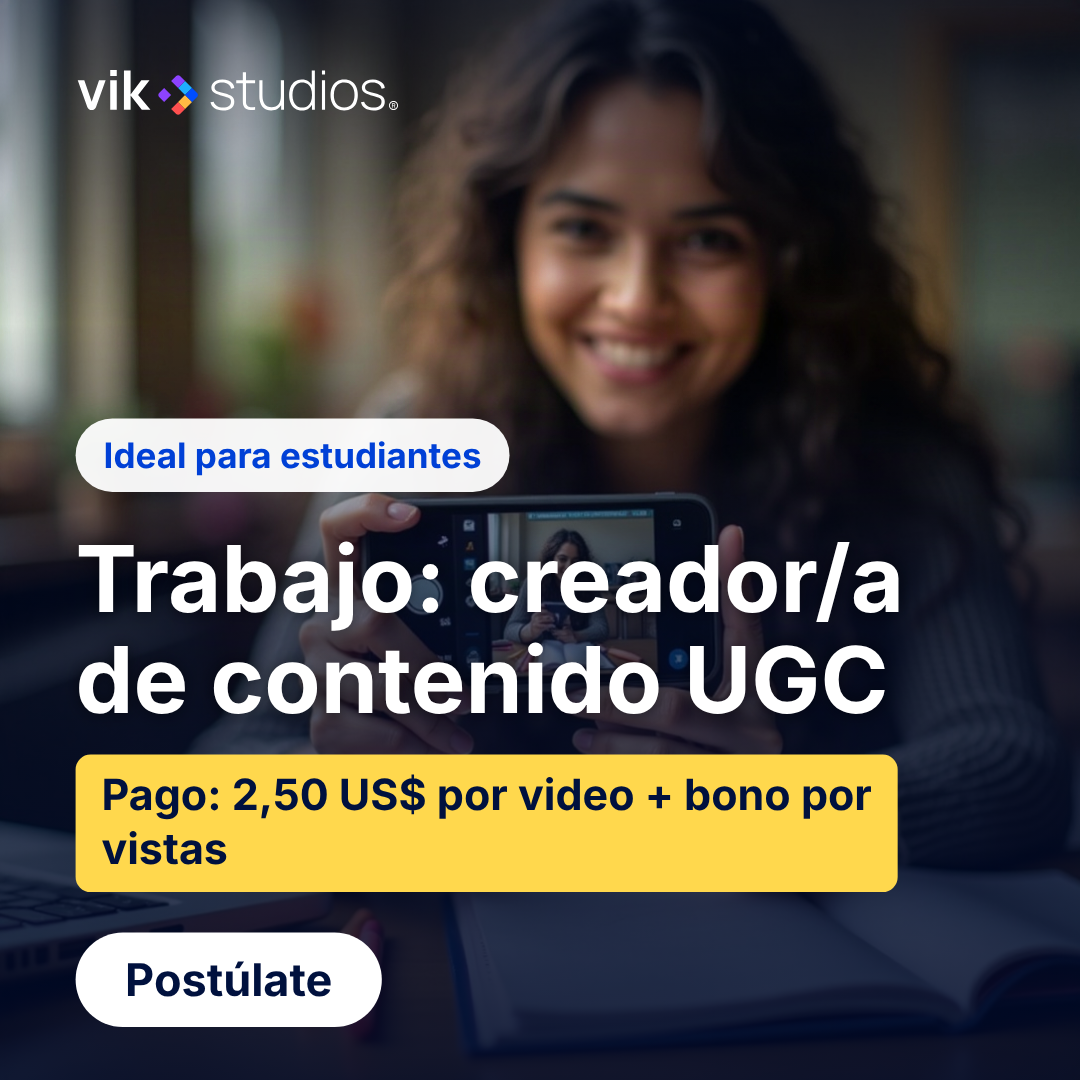 vik studios®
Ideal para estudiantes
Trabajo: creador/a
de contenido UGC
Pago: 2,50 US$ por video + bono por
vistas
Postúlate